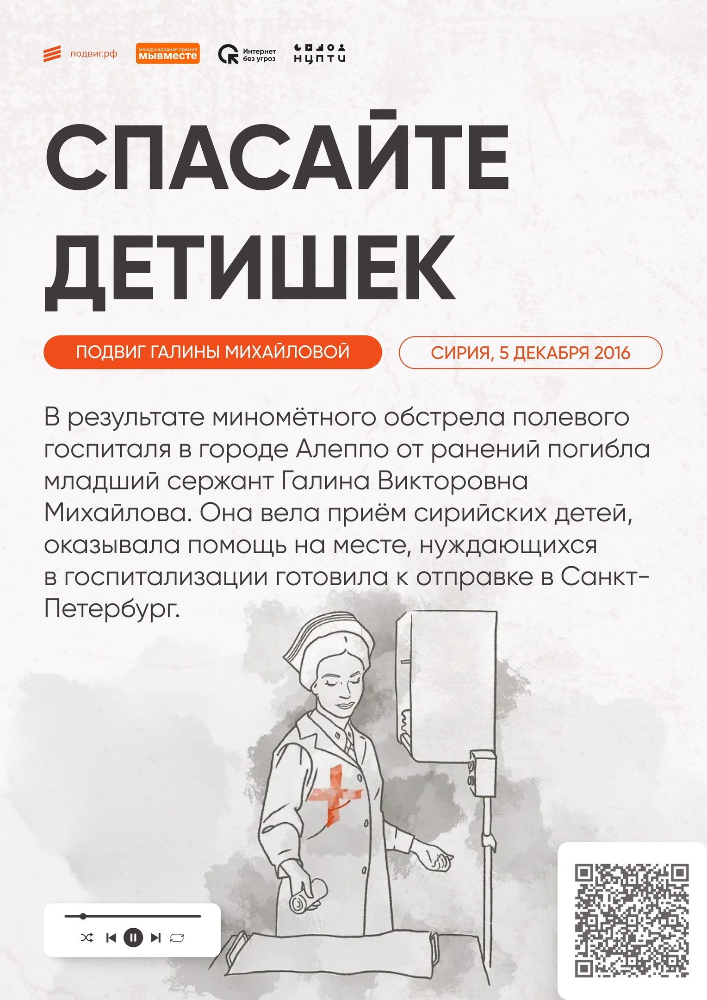 подвиг.рф
международная премия
МЫВМЕСТЕ
Интернет
без угроз
НЦПТИ
СПАСАЙТЕ
ДЕТИШЕК
ПОДВИГ ГАЛИНЫ МИХАЙЛОВОЙ
СИРИЯ, 5 ДЕКАБРЯ 2016
В результате миномётного обстрела полевого
госпиталя в городе Алеппо от ранений погибла
младший сержант Галина Викторовна
Михайлова. Она вела приём сирийских детей,
оказывала помощь на месте, нуждающихся
в госпитализации готовила к отправке в Санкт-
Петербург.